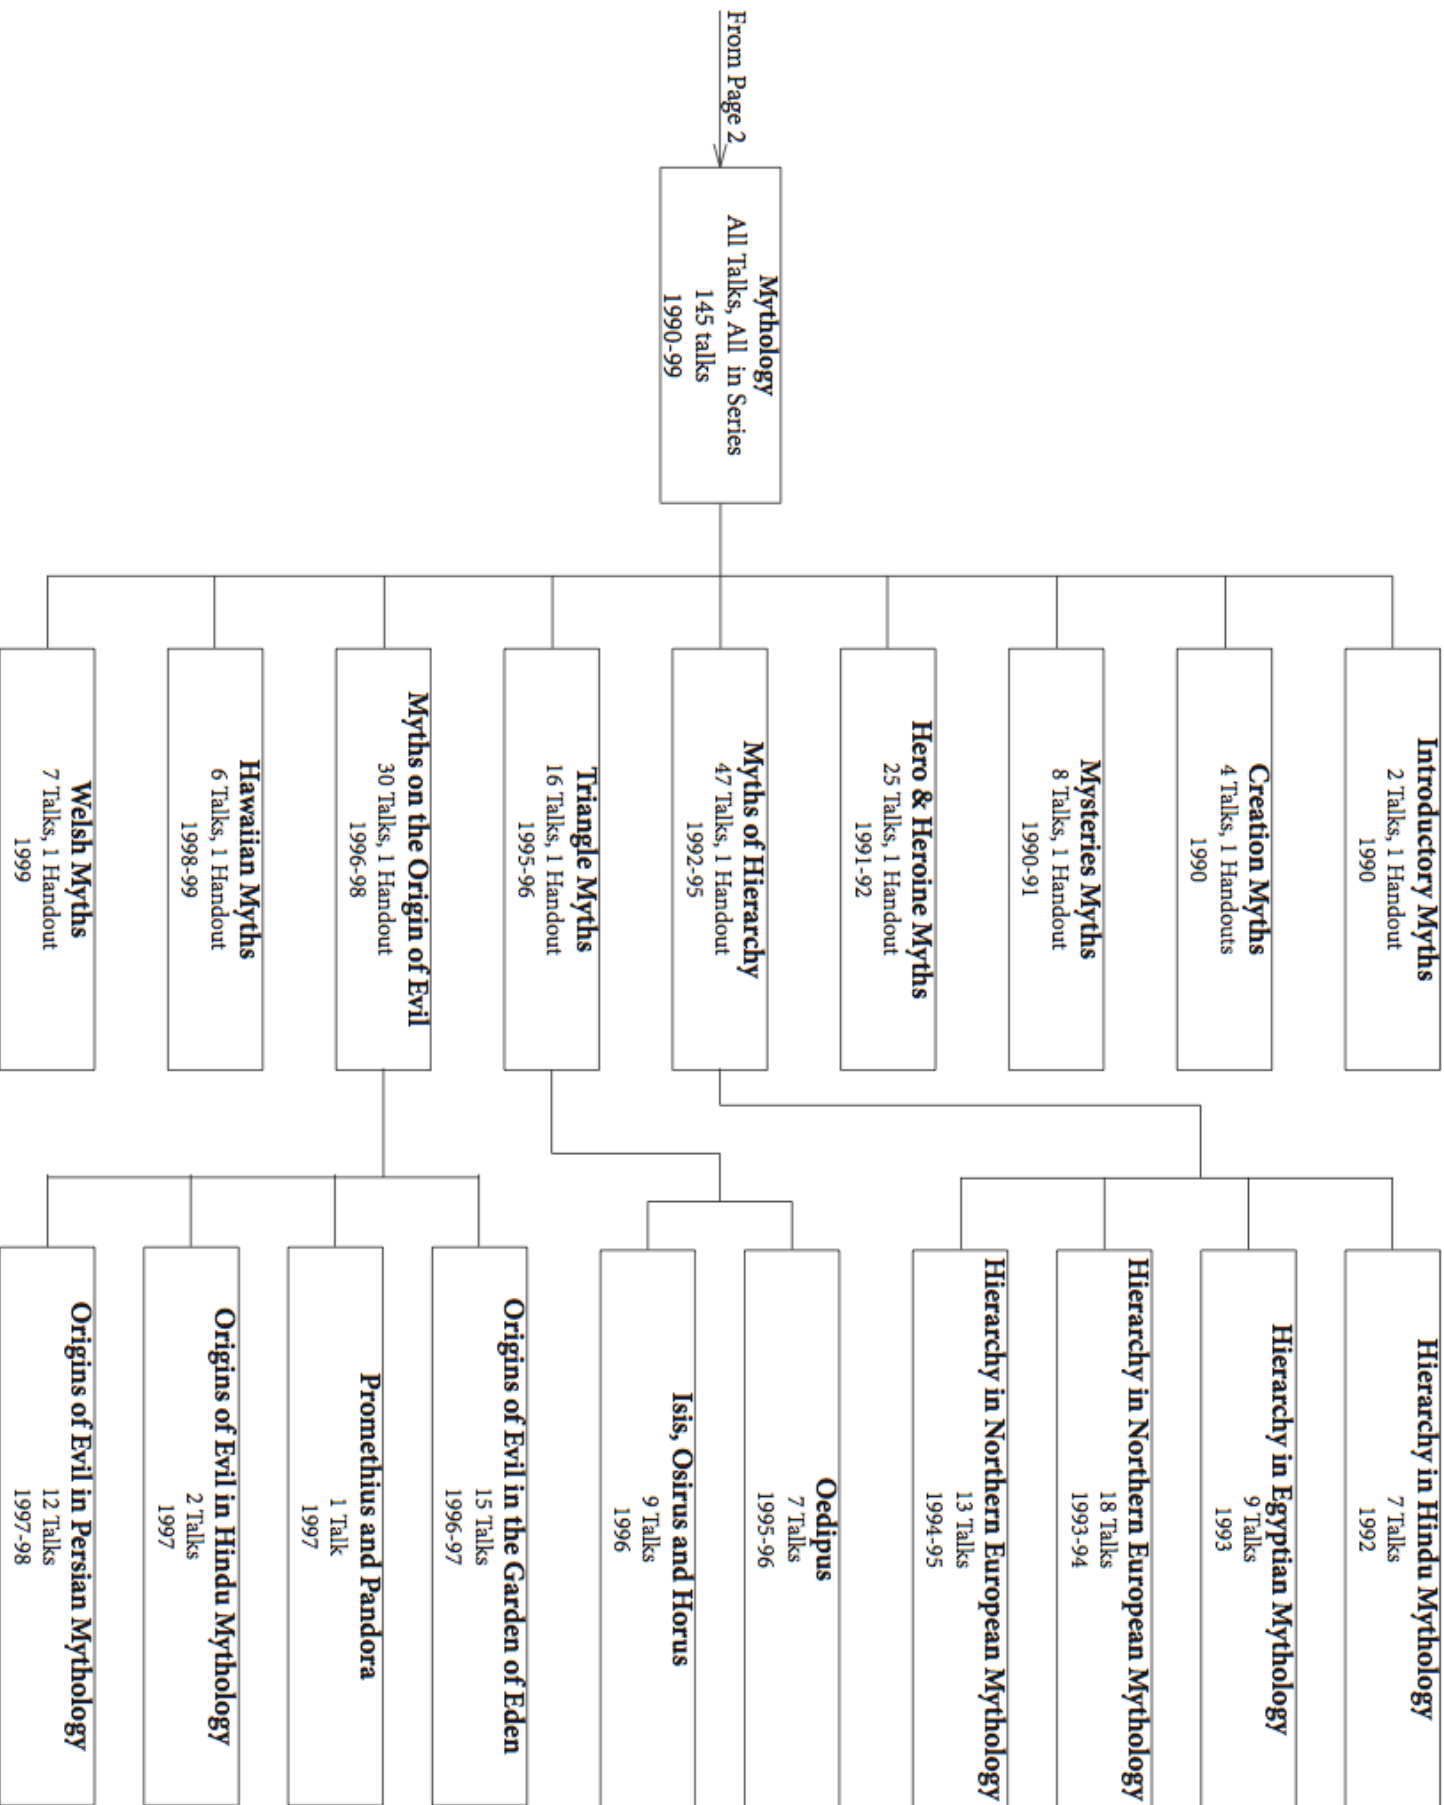 From Page 2
Mythology
All Talks, All in Series
145 talks
1990-99
Introductory Myths
2 Talks, 1 Handout
1990
Creation Myths
4 Talks, 1 Handouts
1990
Mysteries Myths
8 Talks, 1 Handout
1990-91
Hero & Heroine Myths
25 Talks, 1 Handout
1991-92
Myths of Hierarchy
47 Talks, 1 Handout
1992-95
Triangle Myths
16 Talks, 1 Handout
1995-96
Myths on the Origin of Evil
30 Talks, 1 Handout
1996-98
Hawaiian Myths
6 Talks, 1 Handout
1998-99
Welsh Myths
7 Talks, 1 Handout
1999
Hierarchy in Hindu Mythology
7 Talks
1992
Hierarchy in Egyptian Mythology
9 Talks
1993
Hierarchy in Northern European Mythology
18 Talks
1993-94
Hierarchy in Northern European Mythology
13 Talks
1994-95
Oedipus
7 Talks
1995-96
Isis, Osirus and Horus
9 Talks
1996
Origins of Evil in the Garden of Eden
15 Talks
1996-97
Promethius and Pandora
1 Talk
1997
Origins of Evil in Hindu Mythology
2 Talks
1997
Origins of Evil in Persian Mythology
12 Talks
1997-98